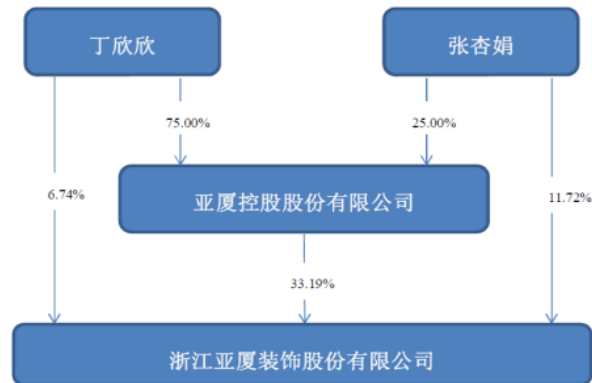 丁欣欣
张杏娟
75.00%
25.00%
6.74%
亚厦控股股份有限公司
11.72%
33.19%
浙江亚厦装饰股份有限公司